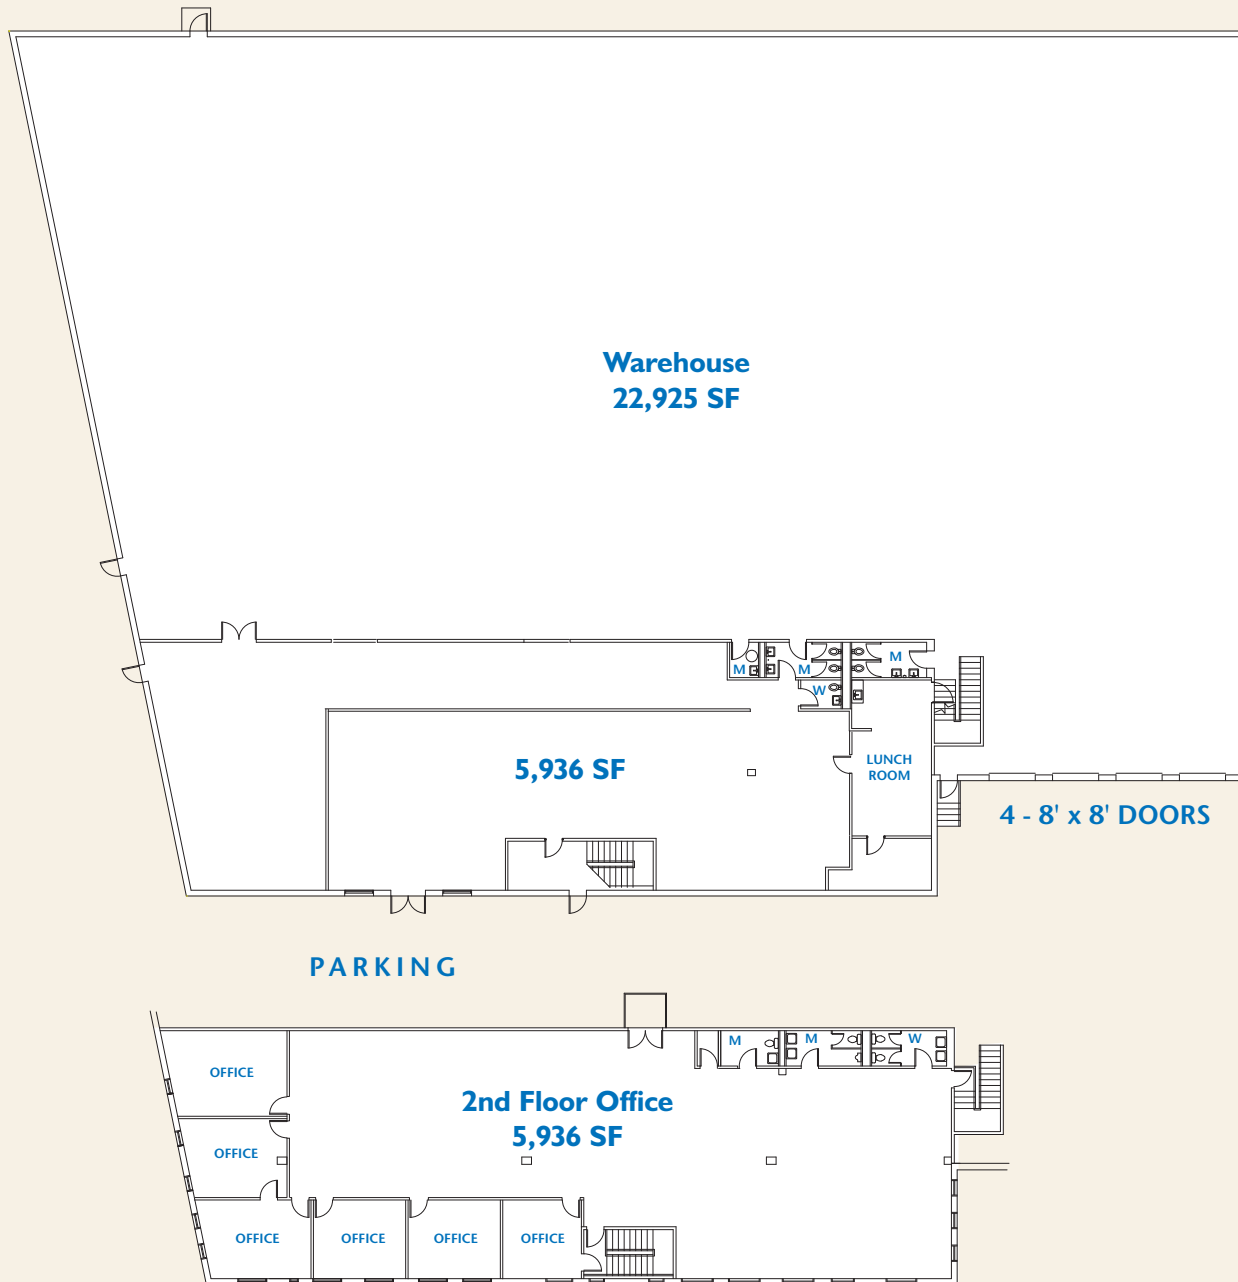 Warehouse
22,925 SF
M
M
M
W
5,936 SF
LUNCH
ROOM
4 - 8' x 8' DOORS
PARKING
M
M
W
OFFICE
2nd Floor Office
5,936 SF
OFFICE
OFFICE
OFFICE
OFFICE
OFFICE